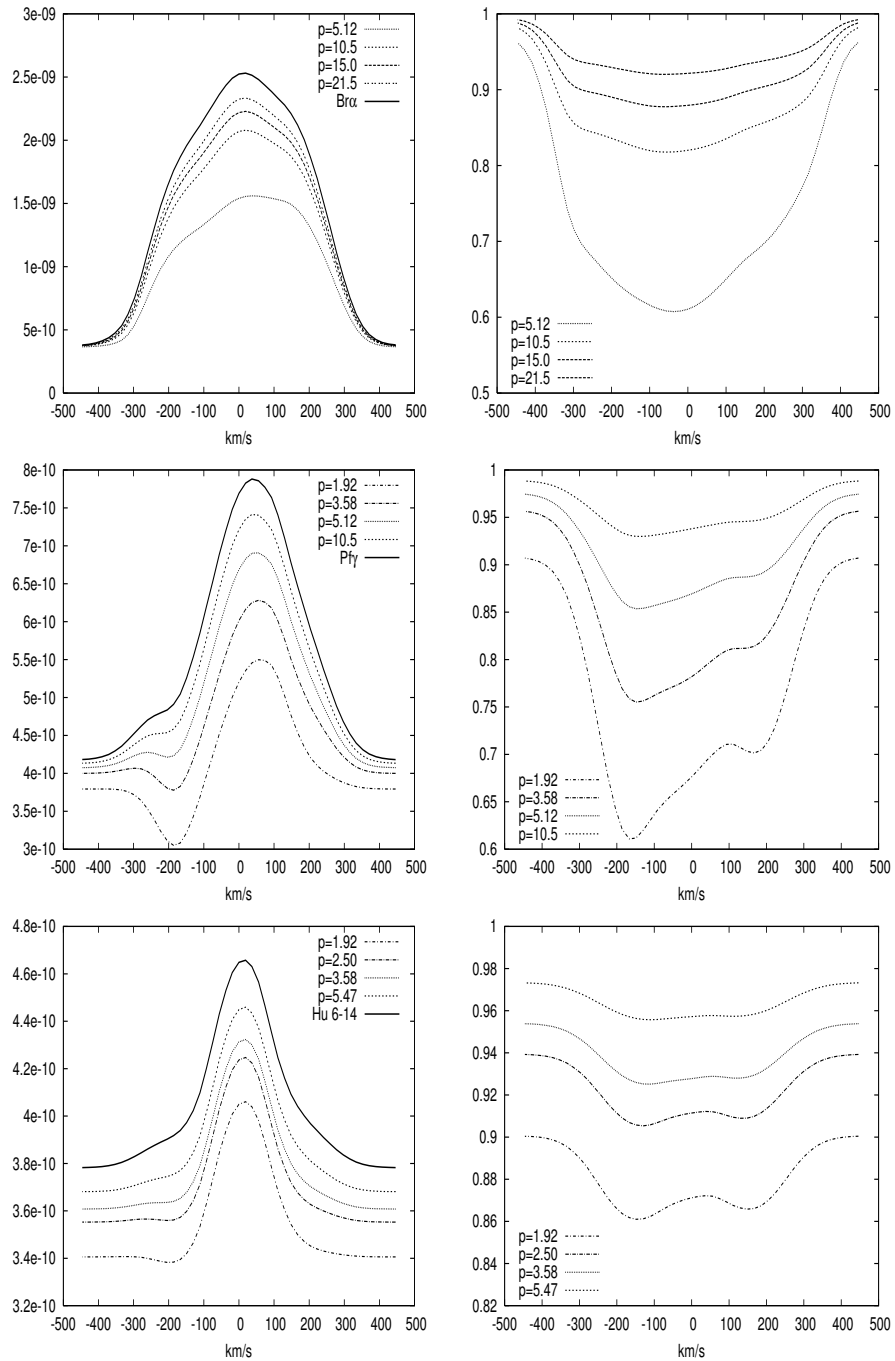 3e-09
2.5e-09
2e-09
1.5e-09
1e-09
5e-10
0
-500 -400 -300 -200 -100 0 100 200 300 400 500
km/s
p=5.12
p=10.5
p=15.0
p=21.5
Brα
1
0.9
0.8
0.7
0.6
0.5
-500 -400 -300 -200 -100 0 100 200 300 400 500
km/s
p=5.12
p=10.5
p=15.0
p=21.5
8e-10
7.5e-10
7e-10
6.5e-10
6e-10
5.5e-10
5e-10
4.5e-10
4e-10
3.5e-10
3e-10
-500 -400 -300 -200 -100 0 100 200 300 400 500
km/s
p=1.92
p=3.58
p=5.12
p=10.5
Pfγ
1
0.95
0.9
0.85
0.8
0.75
0.7
0.65
0.6
-500 -400 -300 -200 -100 0 100 200 300 400 500
km/s
p=1.92
p=3.58
p=5.12
p=10.5
4.8e-10
4.6e-10
4.4e-10
4.2e-10
4e-10
3.8e-10
3.6e-10
3.4e-10
3.2e-10
-500 -400 -300 -200 -100 0 100 200 300 400 500
km/s
p=1.92
p=2.50
p=3.58
p=5.47
Hu 6-14
1
0.98
0.96
0.94
0.92
0.9
0.88
0.86
0.84
0.82
-500 -400 -300 -200 -100 0 100 200 300 400 500
km/s
p=1.92
p=2.50
p=3.58
p=5.47